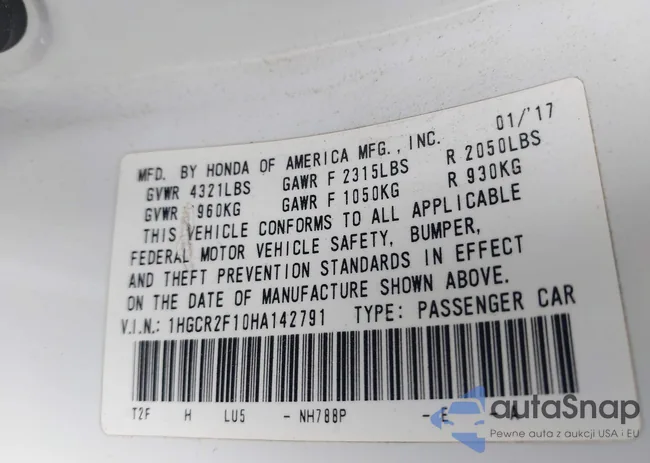 MFD. BY HONDA OF AMERICA MFG., INC. 01/'17
GVWR 4321LBS GAWR F 2315LBS R 2050LBS
GVWR 960KG GAWR F 1050KG R 930KG
THIS VEHICLE CONFORMS TO ALL APPLICABLE
FEDERAL MOTOR VEHICLE SAFETY, BUMPER,
AND THEFT PREVENTION STANDARDS IN EFFECT
ON THE DATE OF MANUFACTURE SHOWN ABOVE.
V.I.N.: 1HGCR2F10HA142791 TYPE: PASSENGER CAR
T2F H LU5 - NH788P - E - A
autoSnap
Pewne auta z aukcji USA i EU